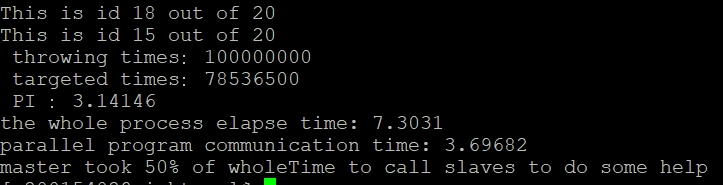 This is id 18 out of 20
This is id 15 out of 20
throwing times: 100000000
targeted times: 78536500
PI : 3.14146
the whole process elapse time: 7.3031
parallel program communication time: 3.69682
master took 50% of wholeTime to call slaves to do some help